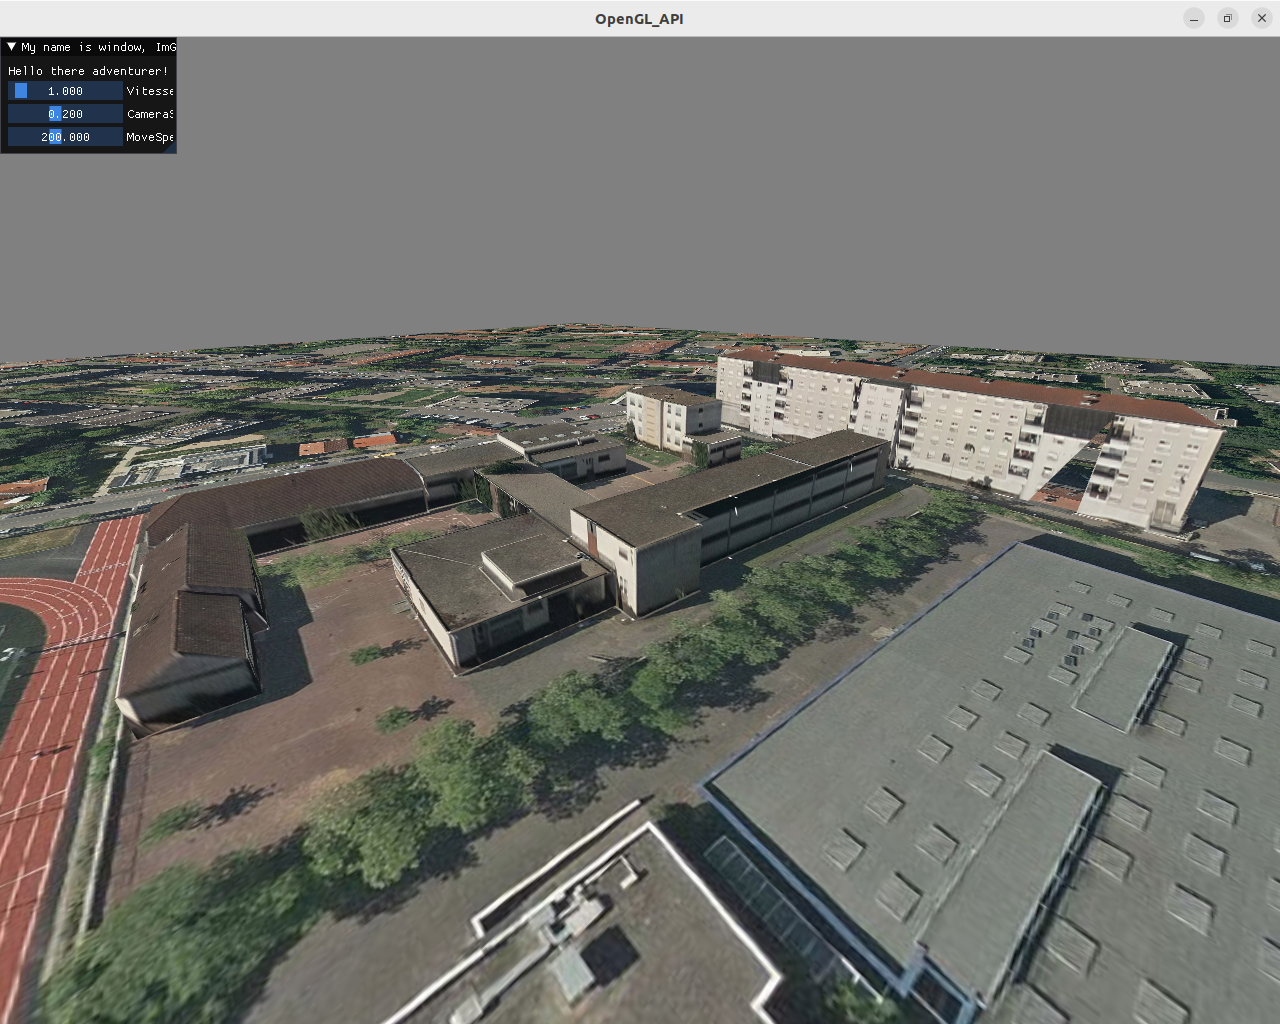 OpenGL_API
My name is window, ImG
Hello there adventurer!
1.000 Vitesse
0.200 CameraS
200.000 MoveSpe